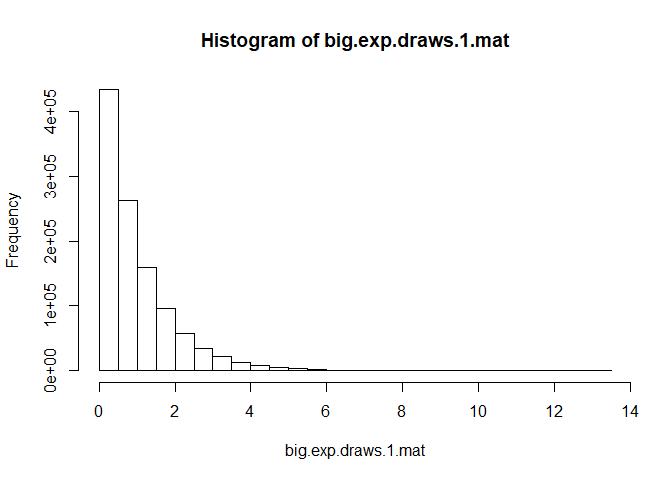 Histogram of big.exp.draws.1.mat
Frequency
4e+05
3e+05
2e+05
1e+05
0e+00
0 2 4 6 8 10 12 14
big.exp.draws.1.mat